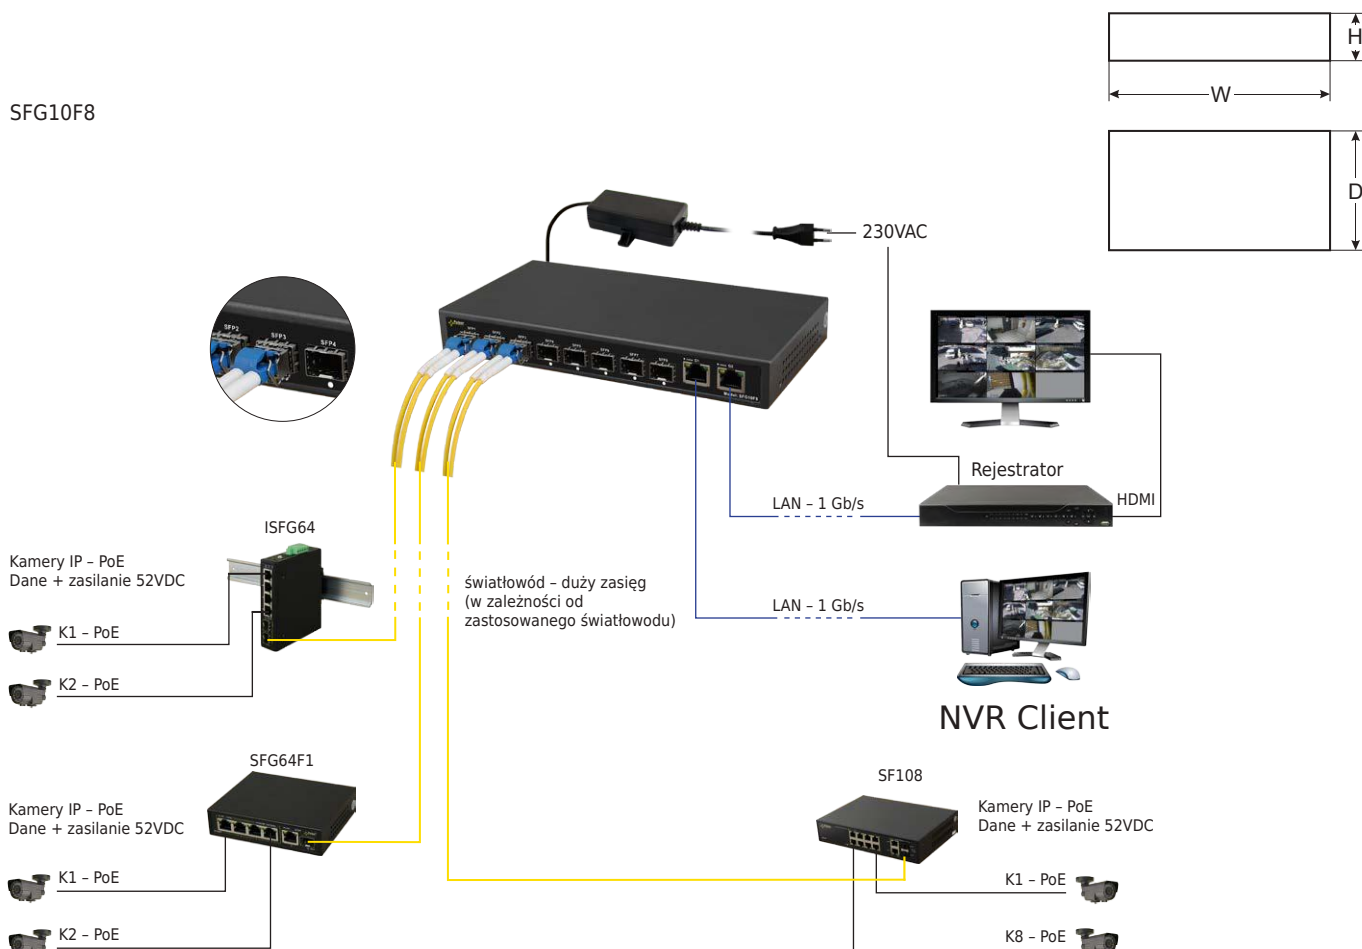 H
W
D
SFG10F8
230VAC
SFP2
SFP3
SFP4
Rejestrator
HDMI
LAN – 1 Gb/s
ISFG64
Kamery IP – PoE
Dane + zasilanie 52VDC
K1 – PoE
K2 – PoE
światłowód – duży zasięg
(w zależności od
zastosowanego światłowodu)
LAN – 1 Gb/s
NVR Client
SFG64F1
Kamery IP – PoE
Dane + zasilanie 52VDC
K1 – PoE
K2 – PoE
SF108
Kamery IP – PoE
Dane + zasilanie 52VDC
K1 – PoE
K8 – PoE